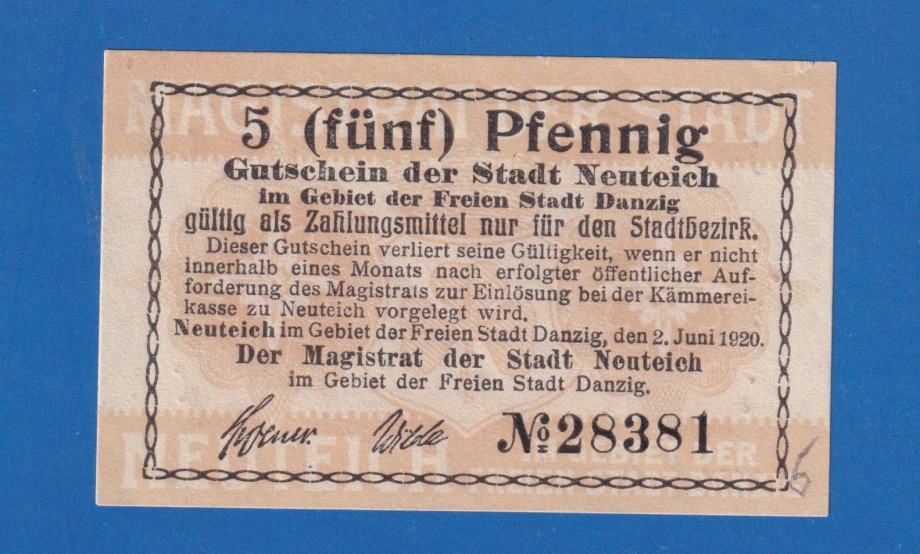 5 (fünf) Pfennig
Gutschein der Stadt Neuteich
im Gebiet der Freien Stadt Danzig
gültig als Zahlungsmittel nur für den Stadtbezirk.
Dieser Gutschein verliert seine Gültigkeit, wenn er nicht
innerhalb eines Monats nach erfolgter öffentlicher Auf-
forderung des Magistrats zur Einlösung bei der Kämmerei-
kasse zu Neuteich vorgelegt wird.
Neuteich im Gebiet der Freien Stadt Danzig, den 2. Juni 1920.
Der Magistrat der Stadt Neuteich
im Gebiet der Freien Stadt Danzig.
Wilde
№ 28381
NEUTEICH